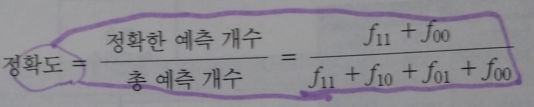 정확도 = 정확한 예측 개수 / 총 예측 개수 = f₁₁ + f₀₀ / f₁₁ + f₁₀ + f₀₁ + f₀₀